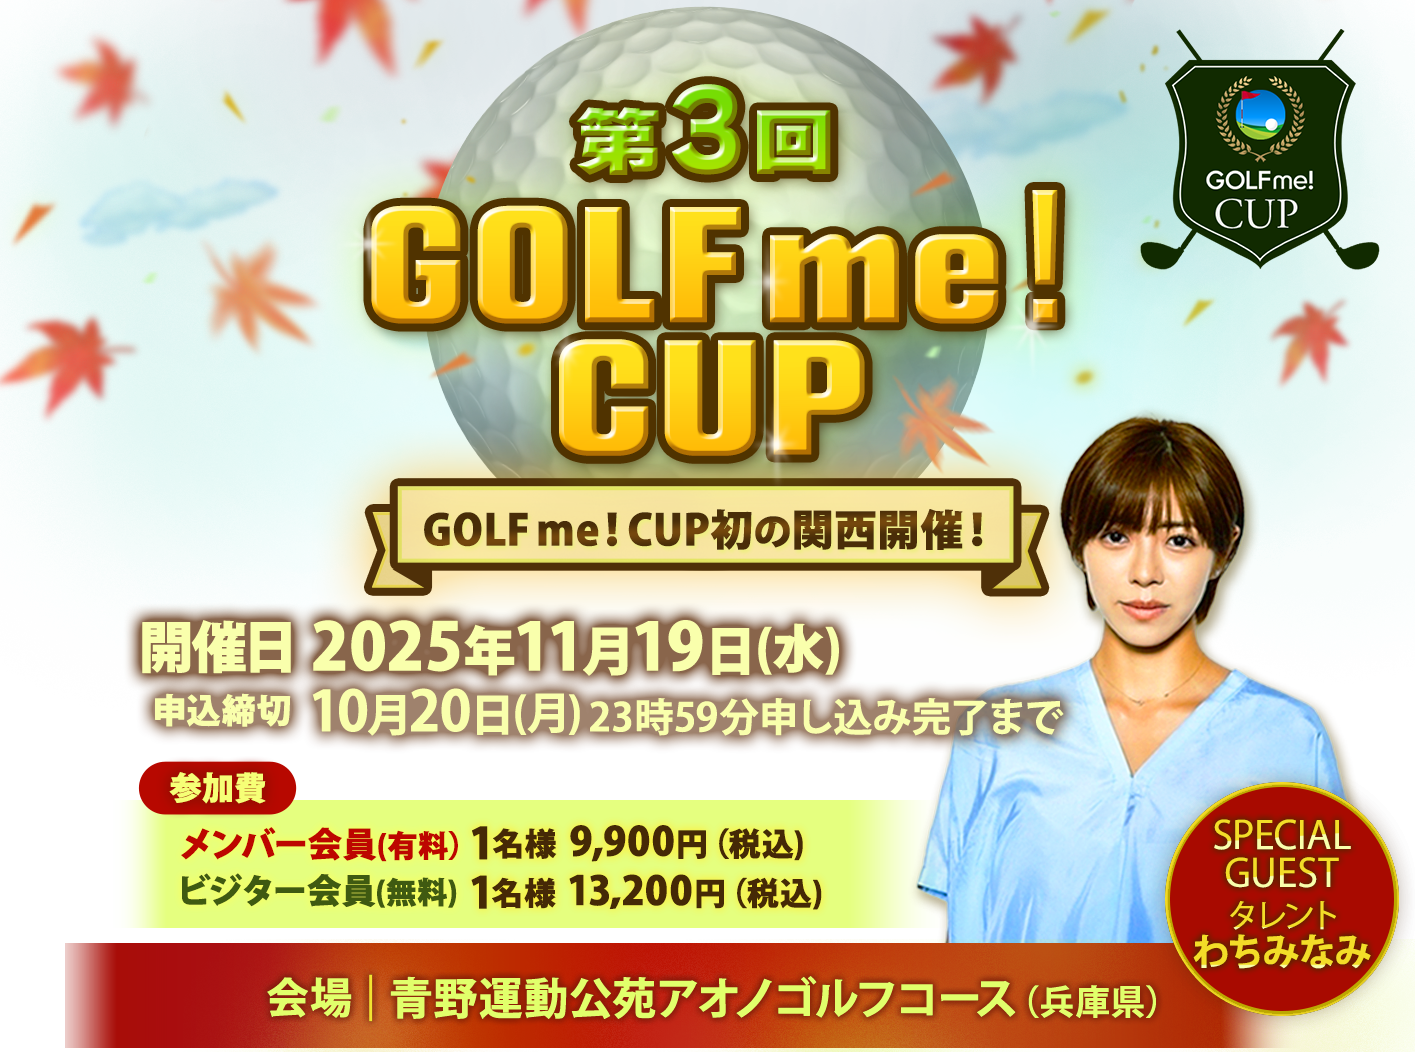 第3回
GOLF me!
CUP
GOLF me!
CUP
GOLF me! CUP初の関西開催!
開催日 2025年11月19日(水)
申込締切 10月20日(月) 23時59分申し込み完了まで
参加費
メンバー会員(有料) 1名様 9,900円(税込)
ビジター会員(無料) 1名様 13,200円(税込)
SPECIAL
GUEST
タレント
わちみなみ
会場|青野運動公苑アオノゴルフコース(兵庫県)